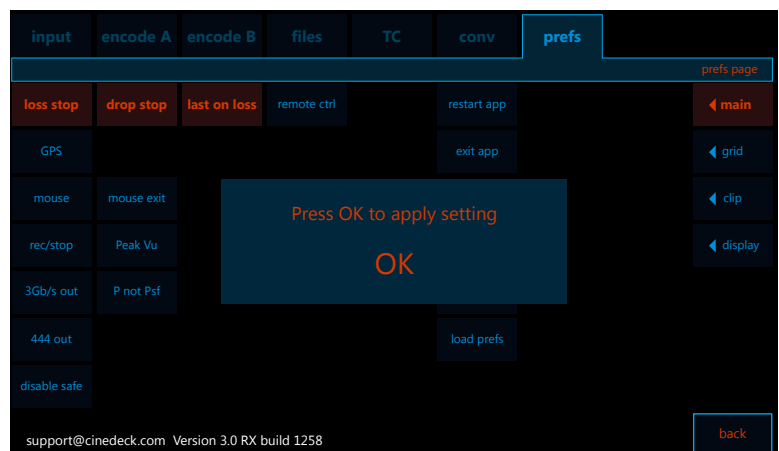 input encode A encode B files TC conv prefs
prefs page
loss stop drop stop last on loss remote ctrl restart app main
GPS exit app grid
mouse mouse exit clip
Press OK to apply setting
rec/stop Peak Vu display
OK
3Gb/s out P not Psf
444 out load prefs
disable safe
back
support@cinedeck.com Version 3.0 RX build 1258